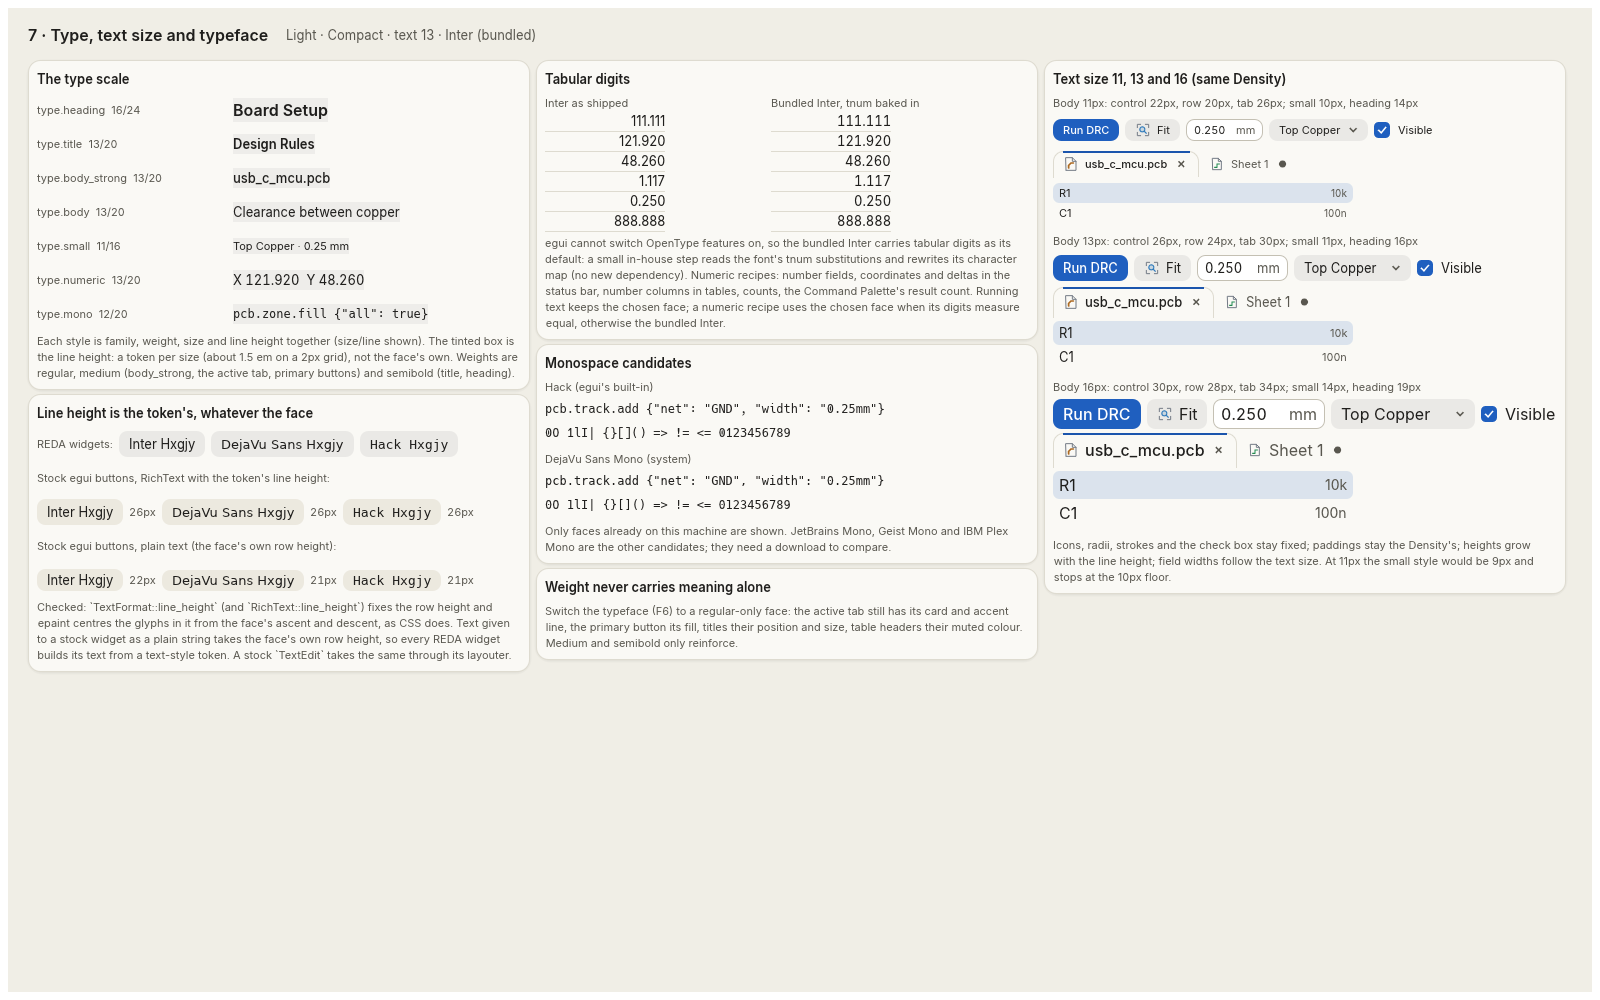 7 · Type, text size and typeface Light · Compact · text 13 · Inter (bundled)
The type scale
type.heading 16/24 Board Setup
type.title 13/20 Design Rules
type.body_strong 13/20 usb_c_mcu.pcb
type.body 13/20 Clearance between copper
type.small 11/16 Top Copper · 0.25 mm
type.numeric 13/20 X 121.920 Y 48.260
type.mono 12/20 pcb.zone.fill {"all": true}
Each style is family, weight, size and line height together (size/line shown). The tinted box is
the line height: a token per size (about 1.5 em on a 2px grid), not the face's own. Weights are
regular, medium (body_strong, the active tab, primary buttons) and semibold (title, heading).
Line height is the token's, whatever the face
REDA widgets: Inter Hxgjy DejaVu Sans Hxgjy Hack Hxgjy
Stock egui buttons, RichText with the token's line height:
Inter Hxgjy 26px DejaVu Sans Hxgjy 26px Hack Hxgjy 26px
Stock egui buttons, plain text (the face's own row height):
Inter Hxgjy 22px DejaVu Sans Hxgjy 21px Hack Hxgjy 21px
Checked: `TextFormat::line_height` (and `RichText::line_height`) fixes the row height and
epaint centres the glyphs in it from the face's ascent and descent, as CSS does. Text given
to a stock widget as a plain string takes the face's own row height, so every REDA widget
builds its text from a text-style token. A stock `TextEdit` takes the same through its layouter.
Tabular digits
Inter as shipped Bundled Inter, tnum baked in
111.111 111.111
121.920 121.920
48.260 48.260
1.117 1.117
0.250 0.250
888.888 888.888
egui cannot switch OpenType features on, so the bundled Inter carries tabular digits as its
default: a small in-house step reads the font's tnum substitutions and rewrites its character
map (no new dependency). Numeric recipes: number fields, coordinates and deltas in the
status bar, number columns in tables, counts, the Command Palette's result count. Running
text keeps the chosen face; a numeric recipe uses the chosen face when its digits measure
equal, otherwise the bundled Inter.
Monospace candidates
Hack (egui's built-in)
pcb.track.add {"net": "GND", "width": "0.25mm"}
0O 1lI| {}[]() => != <= 0123456789
DejaVu Sans Mono (system)
pcb.track.add {"net": "GND", "width": "0.25mm"}
0O 1lI| {}[]() => != <= 0123456789
Only faces already on this machine are shown. JetBrains Mono, Geist Mono and IBM Plex
Mono are the other candidates; they need a download to compare.
Weight never carries meaning alone
Switch the typeface (F6) to a regular-only face: the active tab still has its card and accent
line, the primary button its fill, titles their position and size, table headers their muted colour.
Medium and semibold only reinforce.
Text size 11, 13 and 16 (same Density)
Body 11px: control 22px, row 20px, tab 26px; small 10px, heading 14px
Run DRC Fit 0.250 mm Top Copper Visible
usb_c_mcu.pcb × Sheet 1 ●
R1 10k
C1 100n
Body 13px: control 26px, row 24px, tab 30px; small 11px, heading 16px
Run DRC Fit 0.250 mm Top Copper Visible
usb_c_mcu.pcb × Sheet 1 ●
R1 10k
C1 100n
Body 16px: control 30px, row 28px, tab 34px; small 14px, heading 19px
Run DRC Fit 0.250 mm Top Copper Visible
usb_c_mcu.pcb × Sheet 1 ●
R1 10k
C1 100n
Icons, radii, strokes and the check box stay fixed; paddings stay the Density's; heights grow
with the line height; field widths follow the text size. At 11px the small style would be 9px and
stops at the 10px floor.